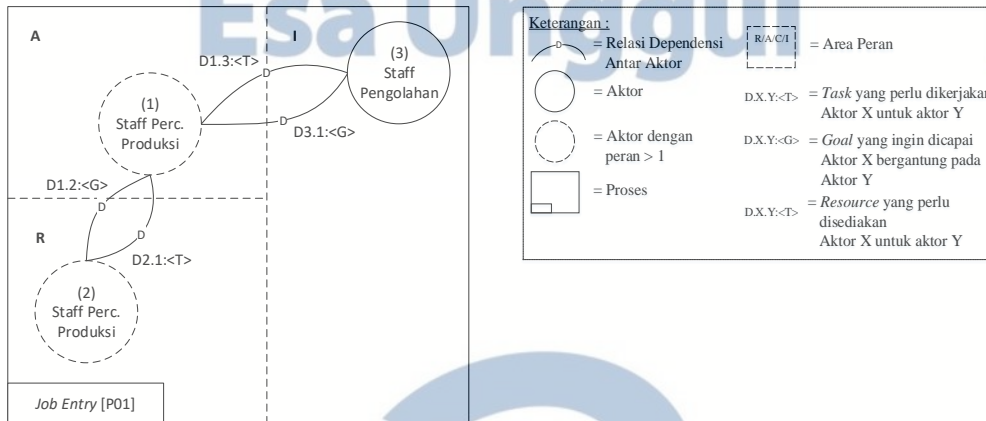 Esa Unggul
A
I
D1.3:<T>
D
(3)
Staff
Pengolahan
(1)
Staff Perc.
Produksi
D
D3.1:<G>
D1.2:<G>
D
R
D
D2.1:<T>
(2)
Staff Perc.
Produksi
Job Entry [P01]
Keterangan :
D
= Relasi Dependensi
Antar Aktor
= Aktor
= Aktor dengan
peran > 1
= Proses
R/A/C/I
= Area Peran
D.X.Y:<T>
= Task yang perlu dikerjakan
Aktor X untuk aktor Y
D.X.Y:<G>
= Goal yang ingin dicapai
Aktor X bergantung pada
Aktor Y
D.X.Y:<T>
= Resource yang perlu
disediakan
Aktor X untuk aktor Y